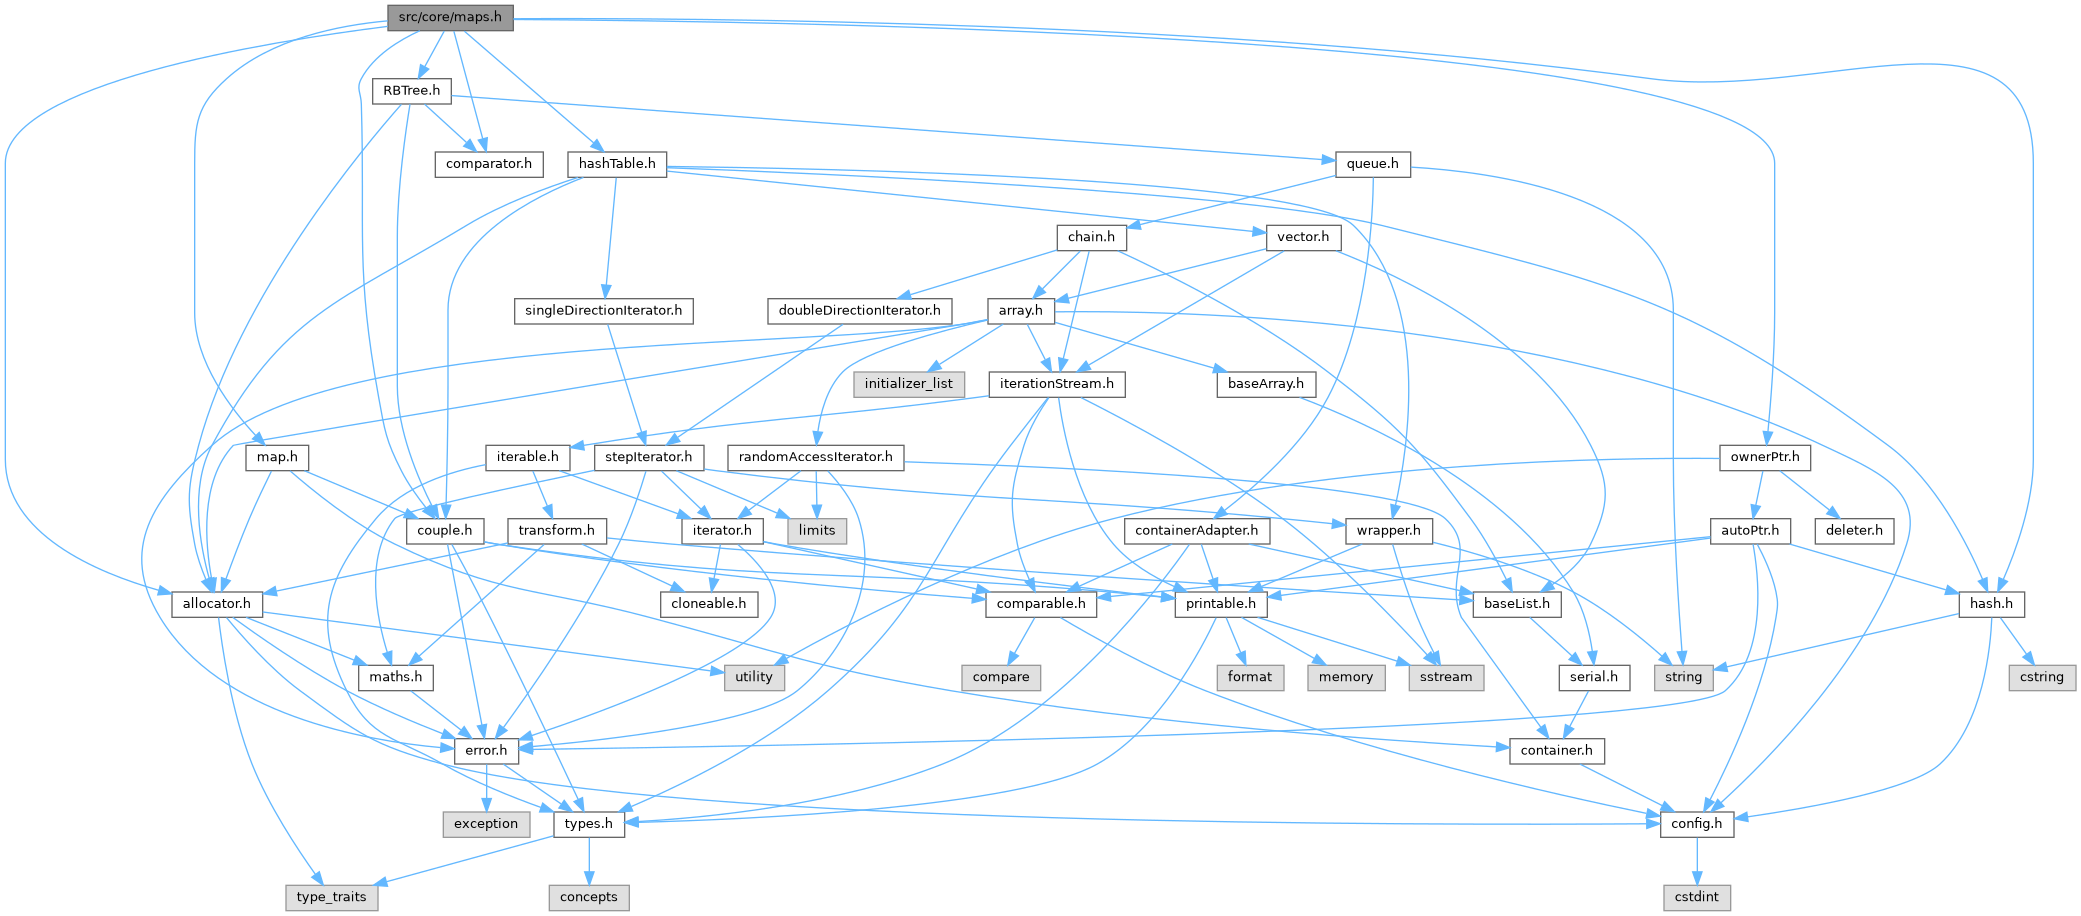 src/core/maps.h
RBTree.h
comparator.h
hashTable.h
queue.h
chain.h
vector.h
singleDirectionIterator.h
doubleDirectionIterator.h
array.h
initializer_list
iterationStream.h
baseArray.h
map.h
iterable.h
stepIterator.h
randomAccessIterator.h
ownerPtr.h
couple.h
transform.h
iterator.h
limits
containerAdapter.h
wrapper.h
autoPtr.h
deleter.h
allocator.h
cloneable.h
comparable.h
printable.h
baseList.h
hash.h
maths.h
utility
compare
format
memory
sstream
serial.h
string
cstring
error.h
container.h
exception
types.h
config.h
type_traits
concepts
cstdint